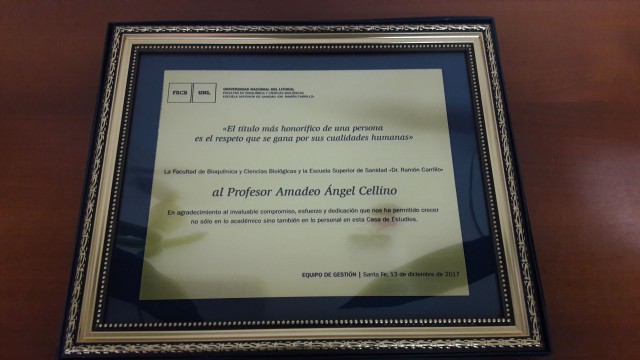 FBCB UNL
UNIVERSIDAD NACIONAL DEL LITORAL
FACULTAD DE BIOQUÍMICA Y CIENCIAS BIOLÓGICAS
ESCUELA SUPERIOR DE SANIDAD «DR. RAMÓN CARRILLO»
«El título más honorífico de una persona
es el respeto que se gana por sus cualidades humanas»
La Facultad de Bioquímica y Ciencias Biológicas y la Escuela Superior de Sanidad «Dr. Ramón Carrillo»
al Profesor Amadeo Ángel Cellino
En agradecimiento al invaluable compromiso, esfuerzo y dedicación que nos ha permitido crecer
no sólo en lo académico sino también en lo personal en esta Casa de Estudios.
EQUIPO DE GESTIÓN | Santa Fe, 13 de diciembre de 2017